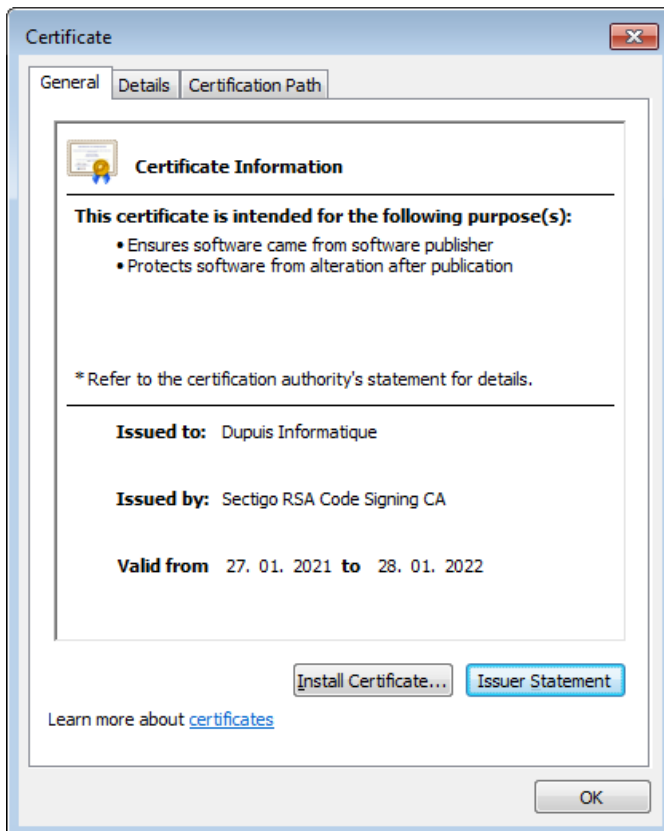 Certificate
General
Details
Certification Path
Certificate Information
This certificate is intended for the following purpose(s):
• Ensures software came from software publisher
• Protects software from alteration after publication
* Refer to the certification authority's statement for details.
Issued to: Dupuis Informatique
Issued by: Sectigo RSA Code Signing CA
Valid from 27. 01. 2021 to 28. 01. 2022
Install Certificate... Issuer Statement
Learn more about certificates
OK